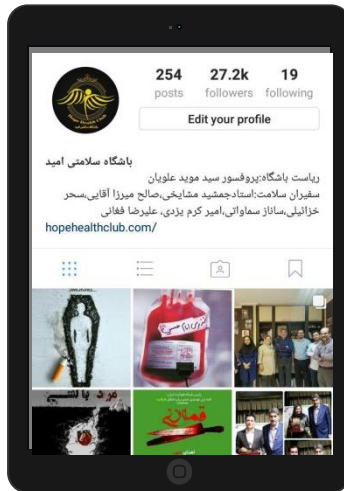 254 27.2k 19
posts followers following
Edit your profile
باشگاه سلامتی امید
ریاست باشگاه:پروفسور سید موید علویان
سفیران سلامت:استادجمشید مشایخی،صالح میرزا آقایی،سحر
خزائیلی،ساناز سماواتی،امیر کرم یزدی، علیرضا فغانی
hopehealthclub.com/